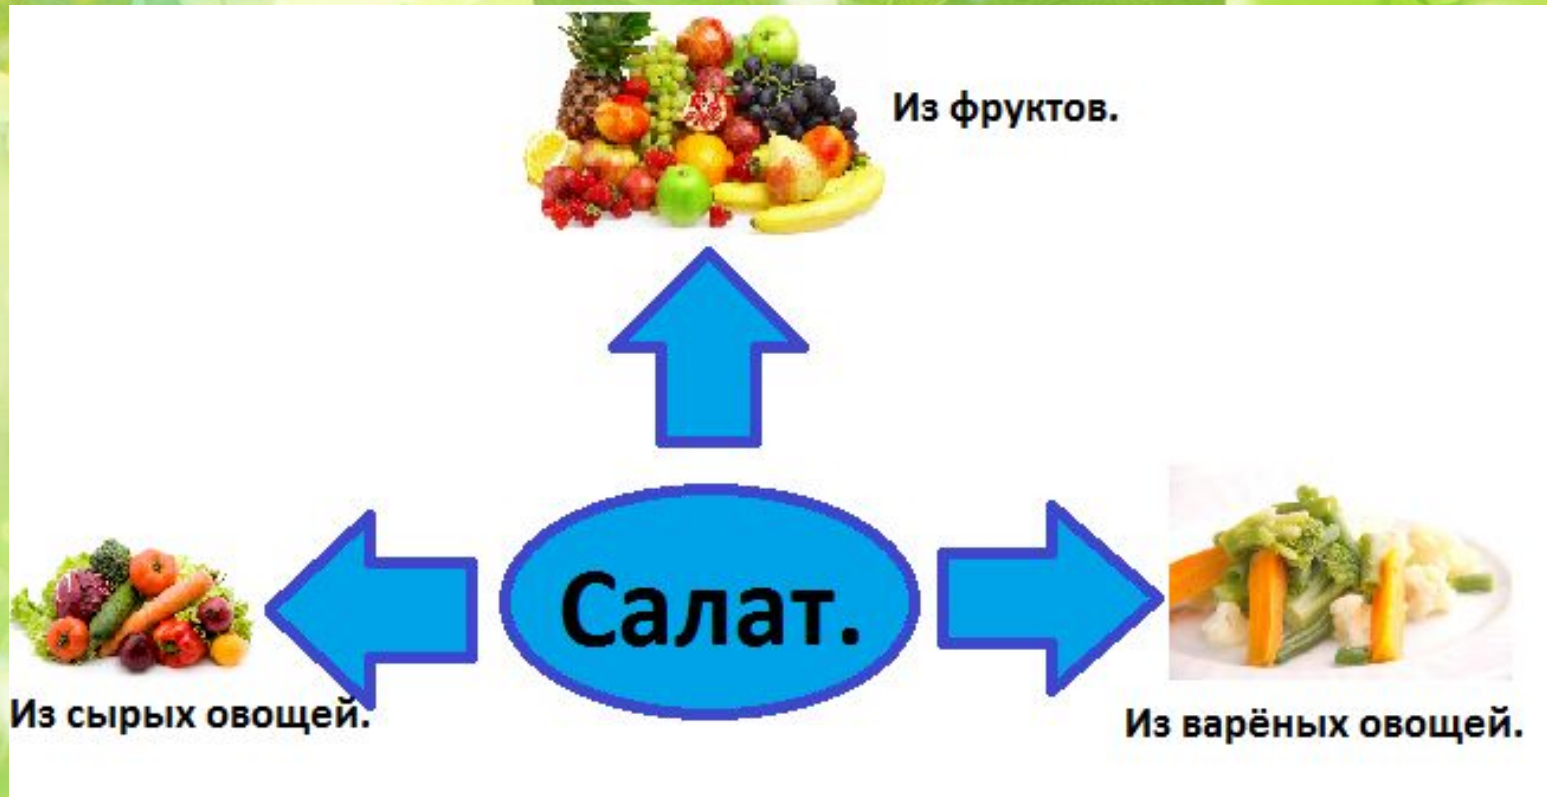 Из фруктов.
Салат.
Из сырых овощей.
Из варёных овощей.